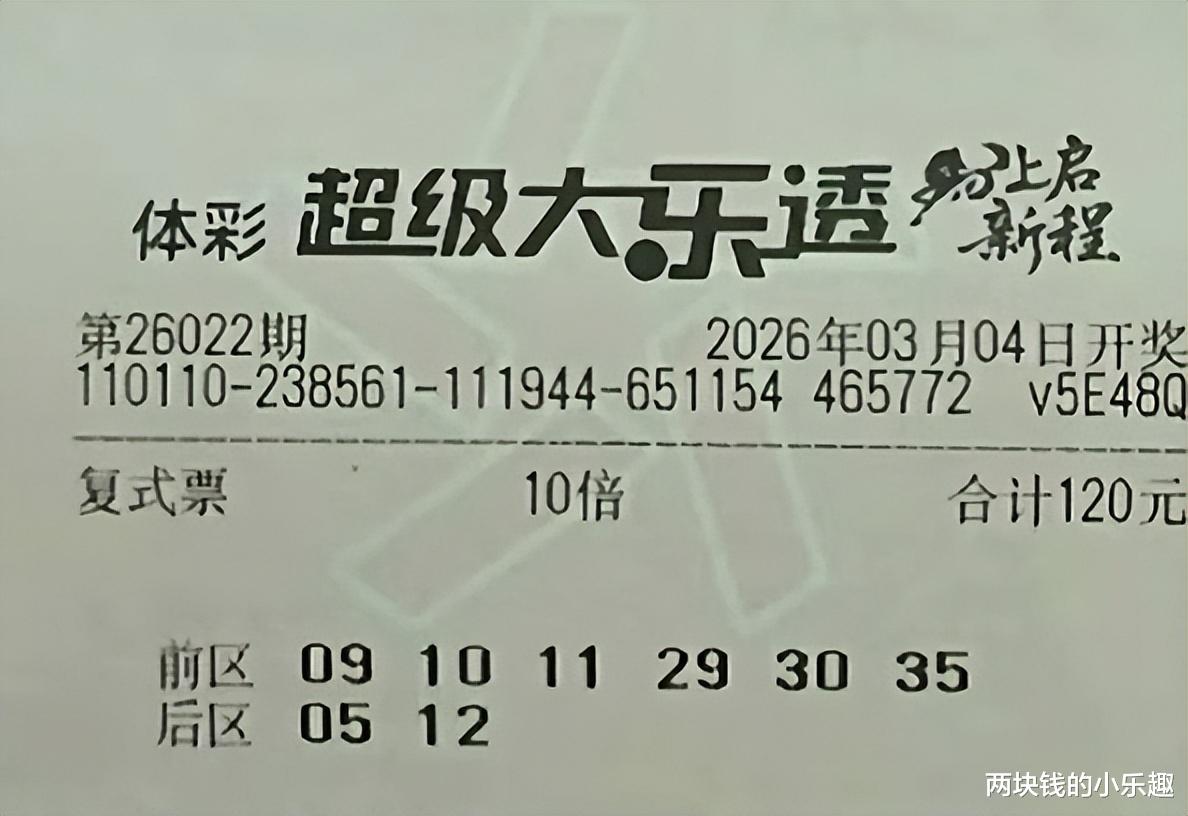 体彩 超级大乐透 马上启
新程
第26022期 2026年03月04日开奖
110110-238561-111944-651154 465772 v5E48Q
复式票 10倍 合计120元
前区 09 10 11 29 30 35
后区 05 12
两块钱的小乐趣